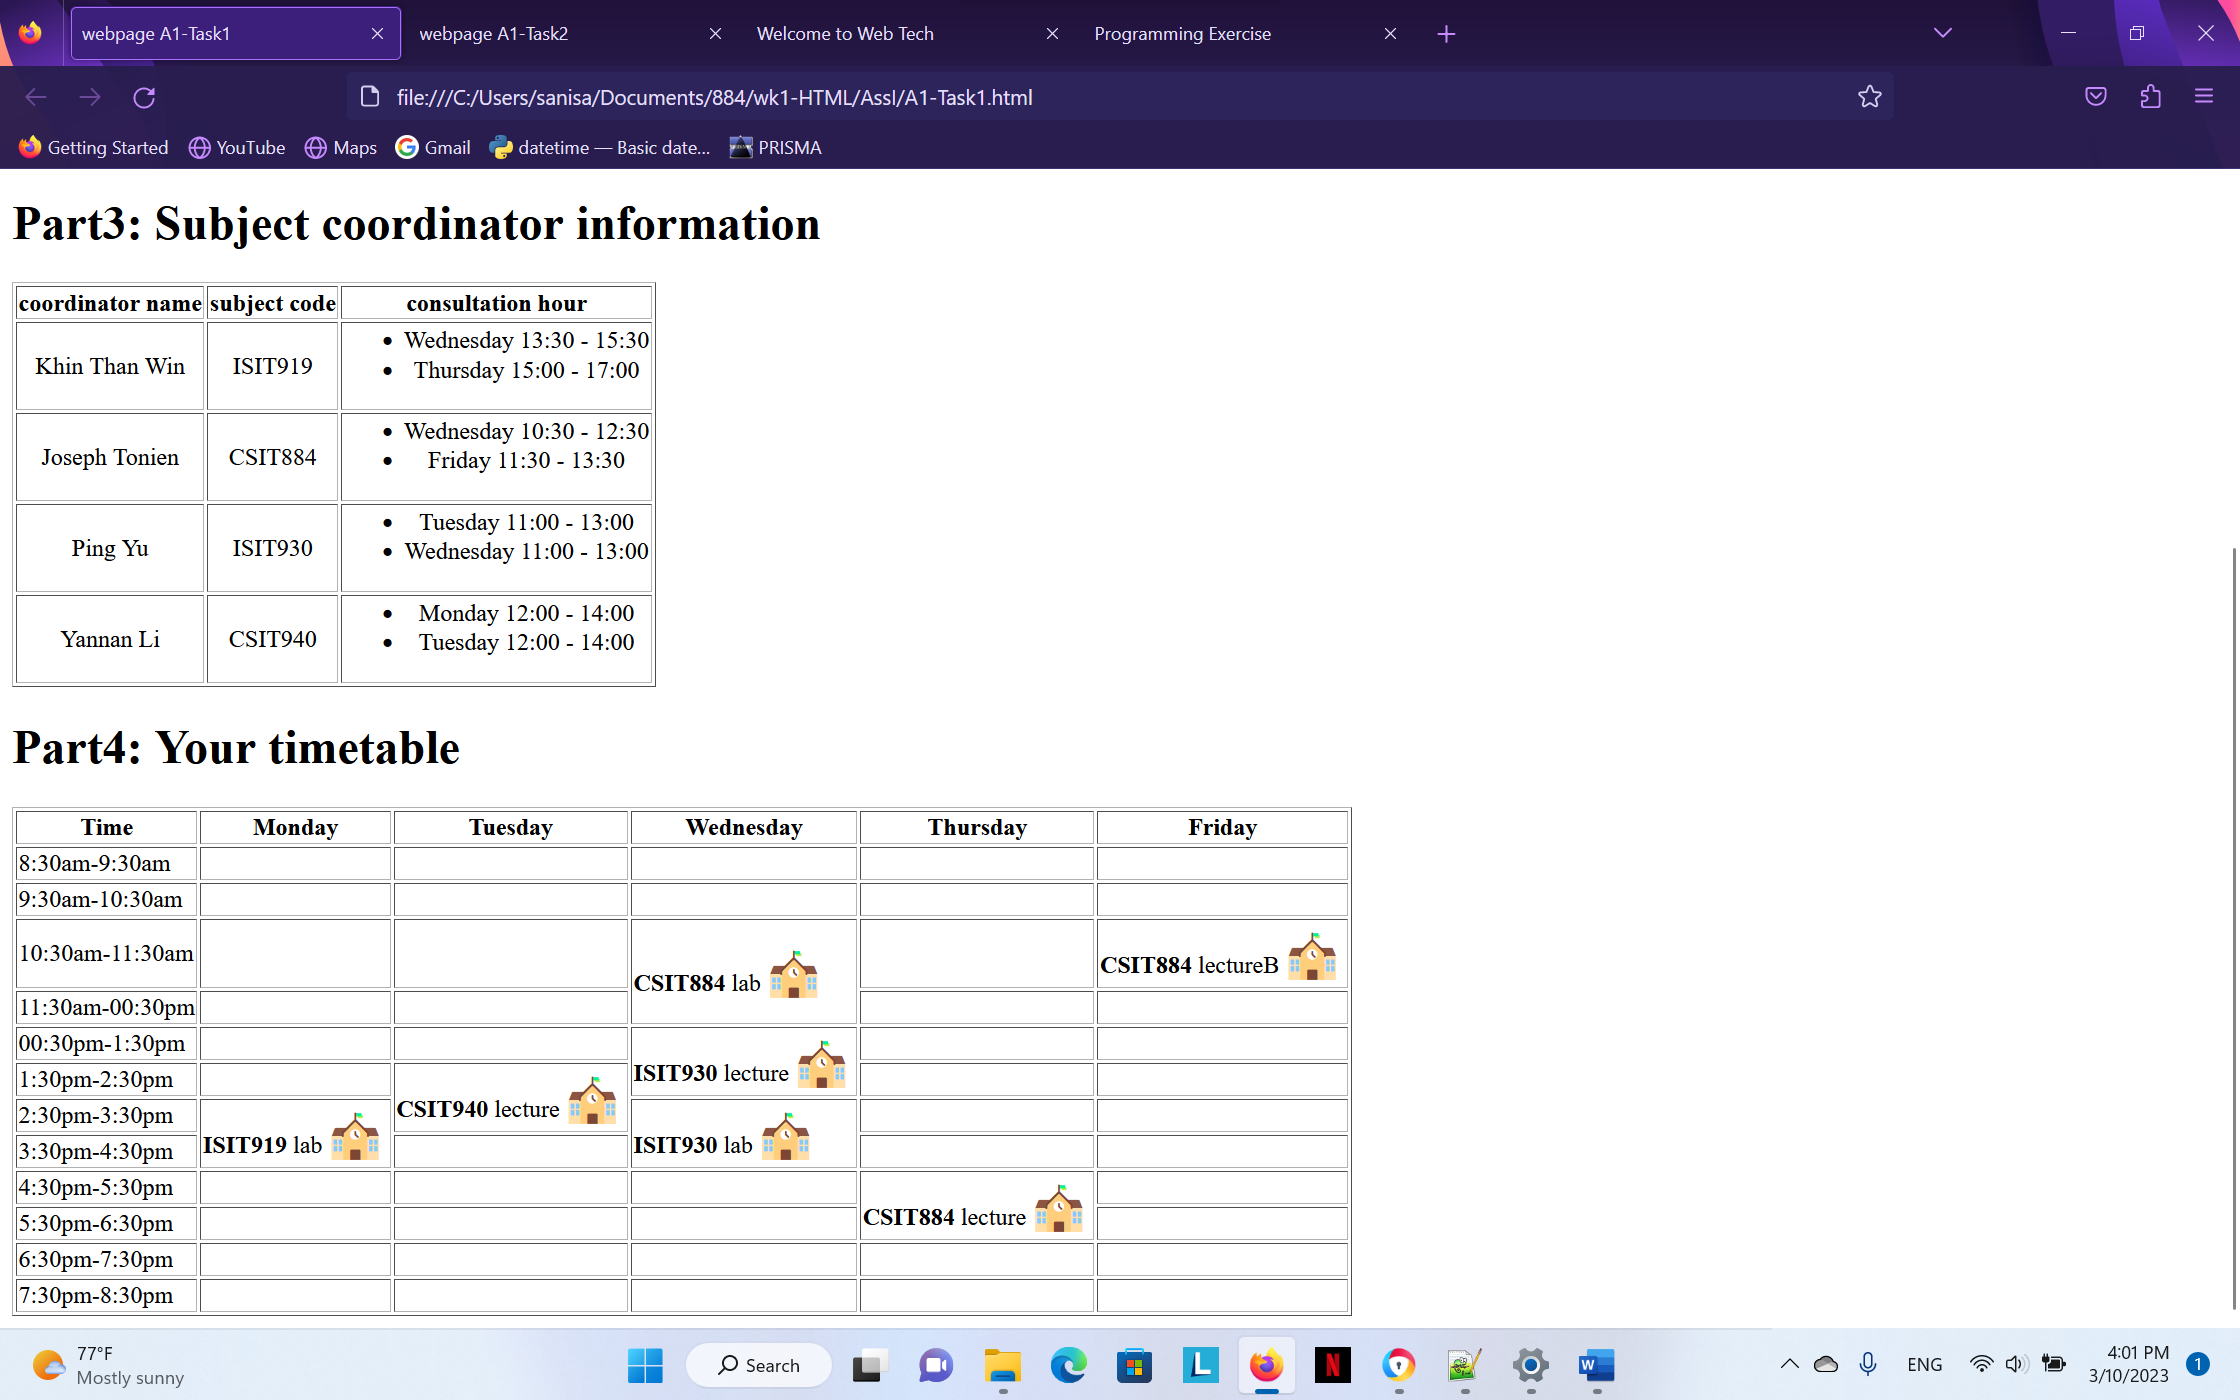 webpage A1-Task1
webpage A1-Task2
Welcome to Web Tech
Programming Exercise
file:///C:/Users/sanisa/Documents/884/wk1-HTML/Assl/A1-Task1.html
Getting Started YouTube Maps Gmail datetime — Basic date... PRISMA
Part3: Subject coordinator information
coordinator name subject code consultation hour
Khin Than Win ISIT919
Wednesday 13:30 - 15:30
Thursday 15:00 - 17:00
Joseph Tonien CSIT884
Wednesday 10:30 - 12:30
Friday 11:30 - 13:30
Ping Yu ISIT930
Tuesday 11:00 - 13:00
Wednesday 11:00 - 13:00
Yannan Li CSIT940
Monday 12:00 - 14:00
Tuesday 12:00 - 14:00
Part4: Your timetable
Time Monday Tuesday Wednesday Thursday Friday
8:30am-9:30am
9:30am-10:30am
10:30am-11:30am CSIT884 lab CSIT884 lectureB
11:30am-00:30pm
00:30pm-1:30pm ISIT930 lecture
1:30pm-2:30pm CSIT940 lecture
2:30pm-3:30pm ISIT919 lab ISIT930 lab
3:30pm-4:30pm
4:30pm-5:30pm CSIT884 lecture
5:30pm-6:30pm
6:30pm-7:30pm
7:30pm-8:30pm
77°F
Mostly sunny
Search
L
N
W
ENG
4:01 PM
3/10/2023
1